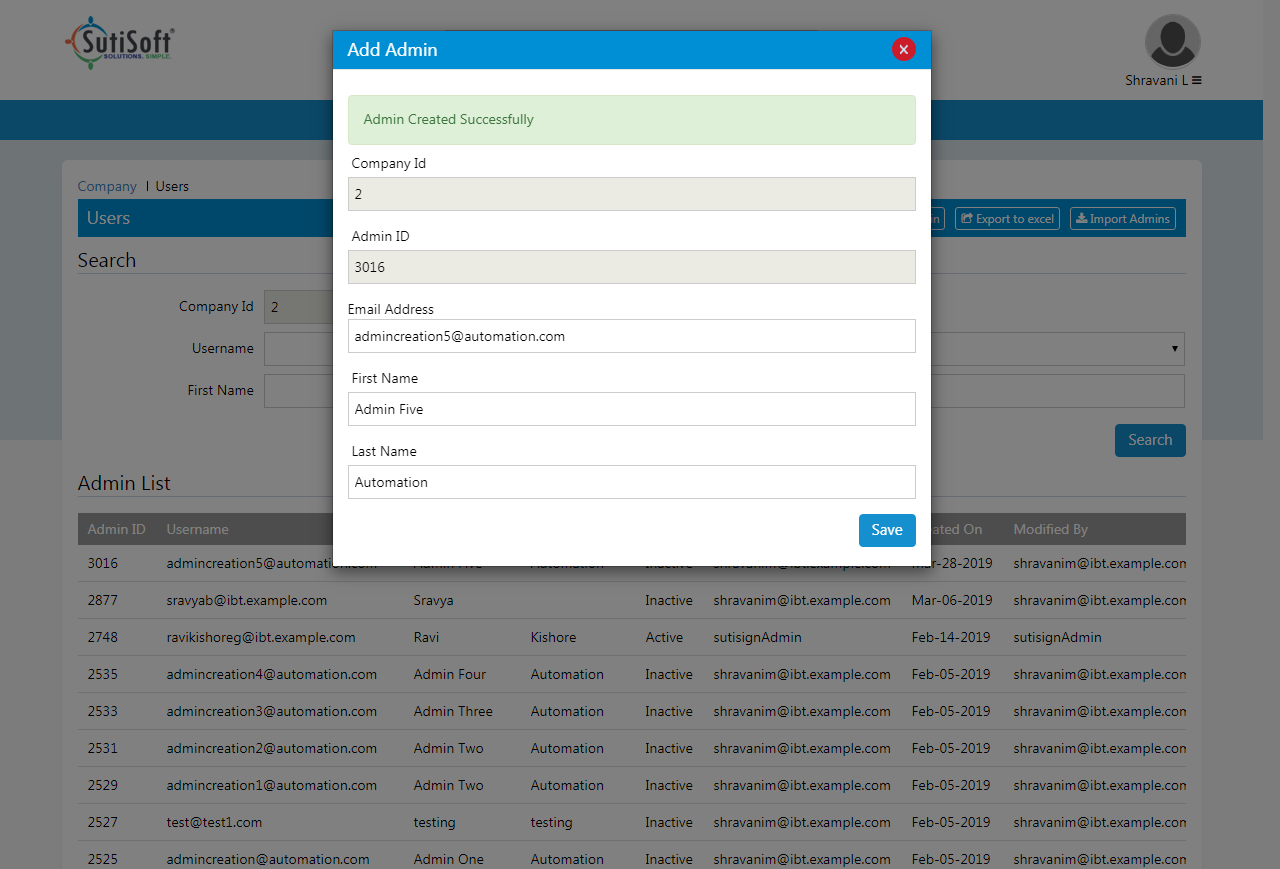 SutiSoft
SOLUTIONS. SIMPLE.
Shravani L
Add Admin
Admin Created Successfully
Company Id
2
Admin ID
3016
Email Address
admincreation5@automation.com
First Name
Admin Five
Last Name
Automation
Save
Company | Users
Users
Export to excel Import Admins
Search
Company Id 2
Username
First Name
Search
Admin List
Admin ID Username Modified By
3016 admincreation5@automation.com Admin Five Automation Inactive shravanim@ibt.example.com Mar-28-2019 shravanim@ibt.example.com
2877 sravyab@ibt.example.com Sravya Inactive shravanim@ibt.example.com Mar-06-2019 shravanim@ibt.example.com
2748 ravikishoreg@ibt.example.com Ravi Kishore Active sutisignAdmin Feb-14-2019 sutisignAdmin
2535 admincreation4@automation.com Admin Four Automation Inactive shravanim@ibt.example.com Feb-05-2019 shravanim@ibt.example.com
2533 admincreation3@automation.com Admin Three Automation Inactive shravanim@ibt.example.com Feb-05-2019 shravanim@ibt.example.com
2531 admincreation2@automation.com Admin Two Automation Inactive shravanim@ibt.example.com Feb-05-2019 shravanim@ibt.example.com
2529 admincreation1@automation.com Admin Two Automation Inactive shravanim@ibt.example.com Feb-05-2019 shravanim@ibt.example.com
2527 test@test1.com testing testing Inactive shravanim@ibt.example.com Feb-05-2019 shravanim@ibt.example.com
2525 admincreation@automation.com Admin One Automation Inactive shravanim@ibt.example.com Feb-05-2019 shravanim@ibt.example.com